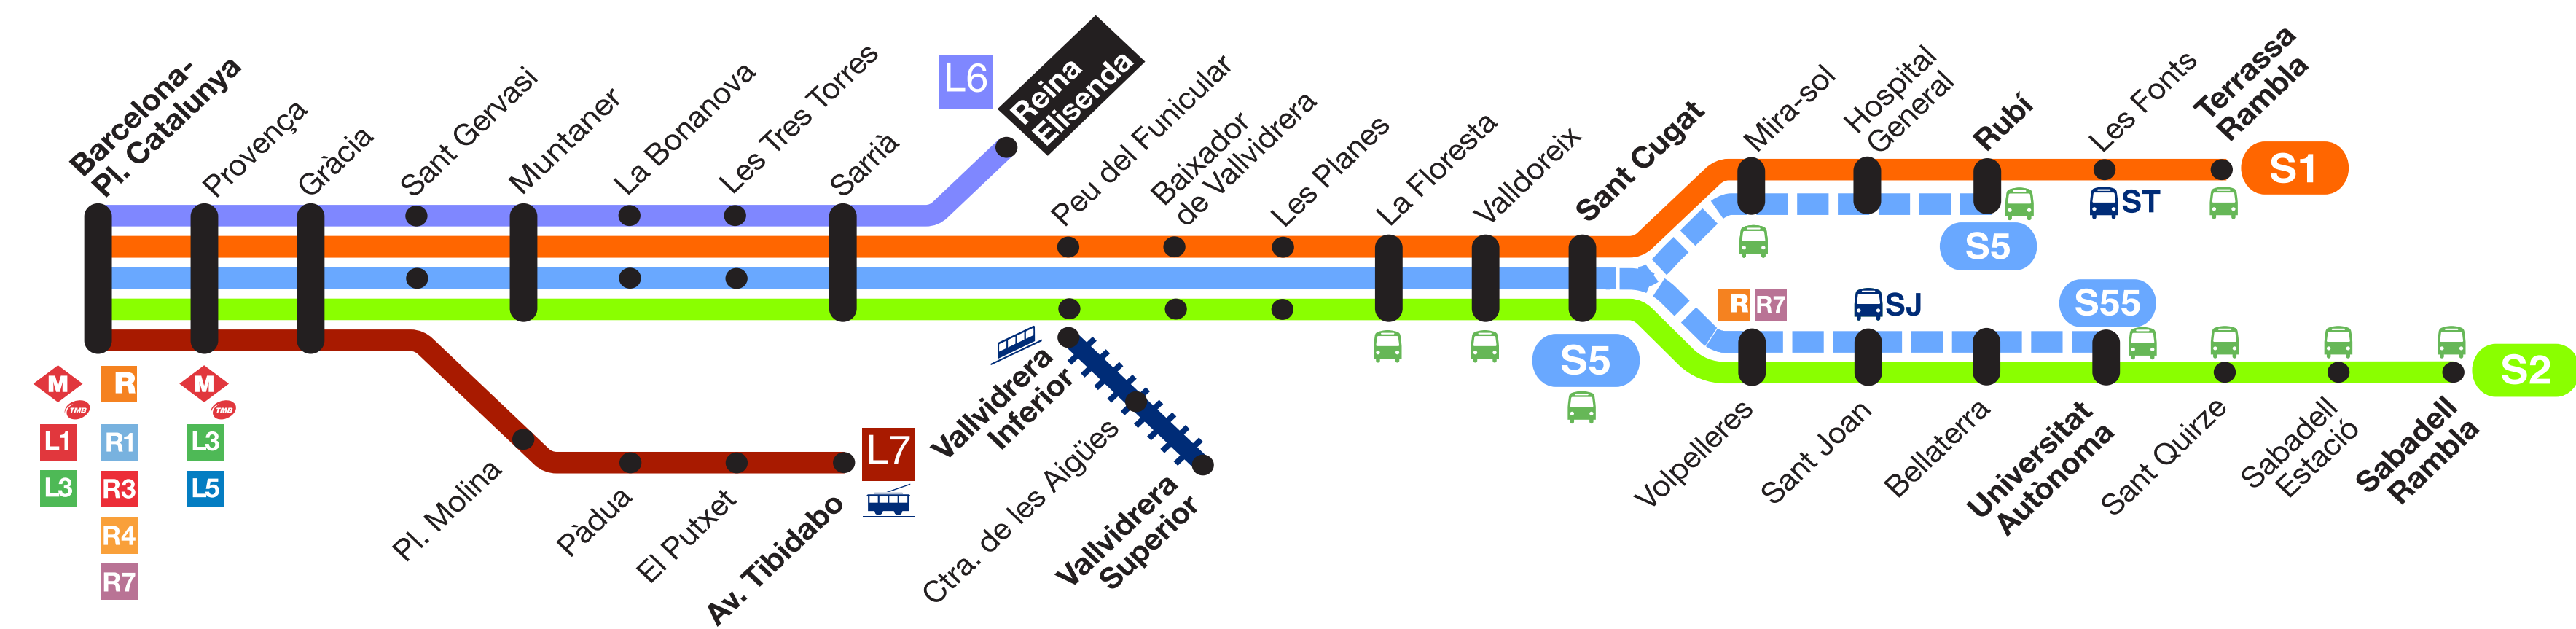 Barcelona-
Pl. Catalunya
Provença
Gràcia
Sant Gervasi
Muntaner
La Bonanova
Les Tres Torres
Sarrià
L6
Reina
Elisenda
Peu del Funicular
Baixador
de Vallvidrera
Les Planes
La Floresta
Valldoreix
Sant Cugat
Mira-sol
Hospital
General
Rubí
Les Fonts
Terrassa
Rambla
S1
ST
S5
R
R7
SJ
S55
S5
S2
M
TMB
L1
L3
R
R1
R3
R4
R7
M
TMB
L3
L5
Pl. Molina
Pàdua
El Putxet
Av. Tibidabo
L7
Vallvidrera
Inferior
Ctra. de les Aigües
Vallvidrera
Superior
Volpelleres
Sant Joan
Bellaterra
Universitat
Autònoma
Sant Quirze
Sabadell
Estació
Sabadell
Rambla